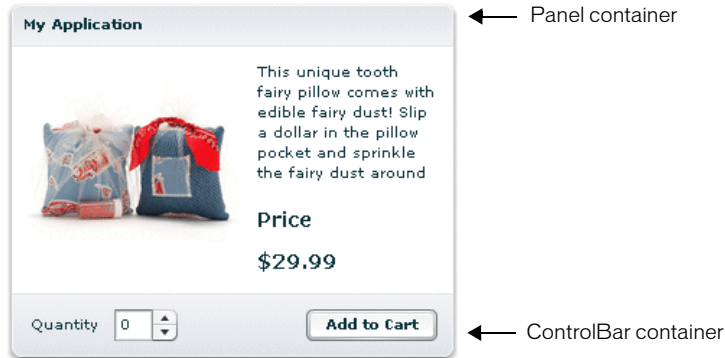 My Application
Panel container
This unique tooth
fairy pillow comes with
edible fairy dust! Slip
a dollar in the pillow
pocket and sprinkle
the fairy dust around
Price
$29.99
Quantity
0
Add to Cart
ControlBar container